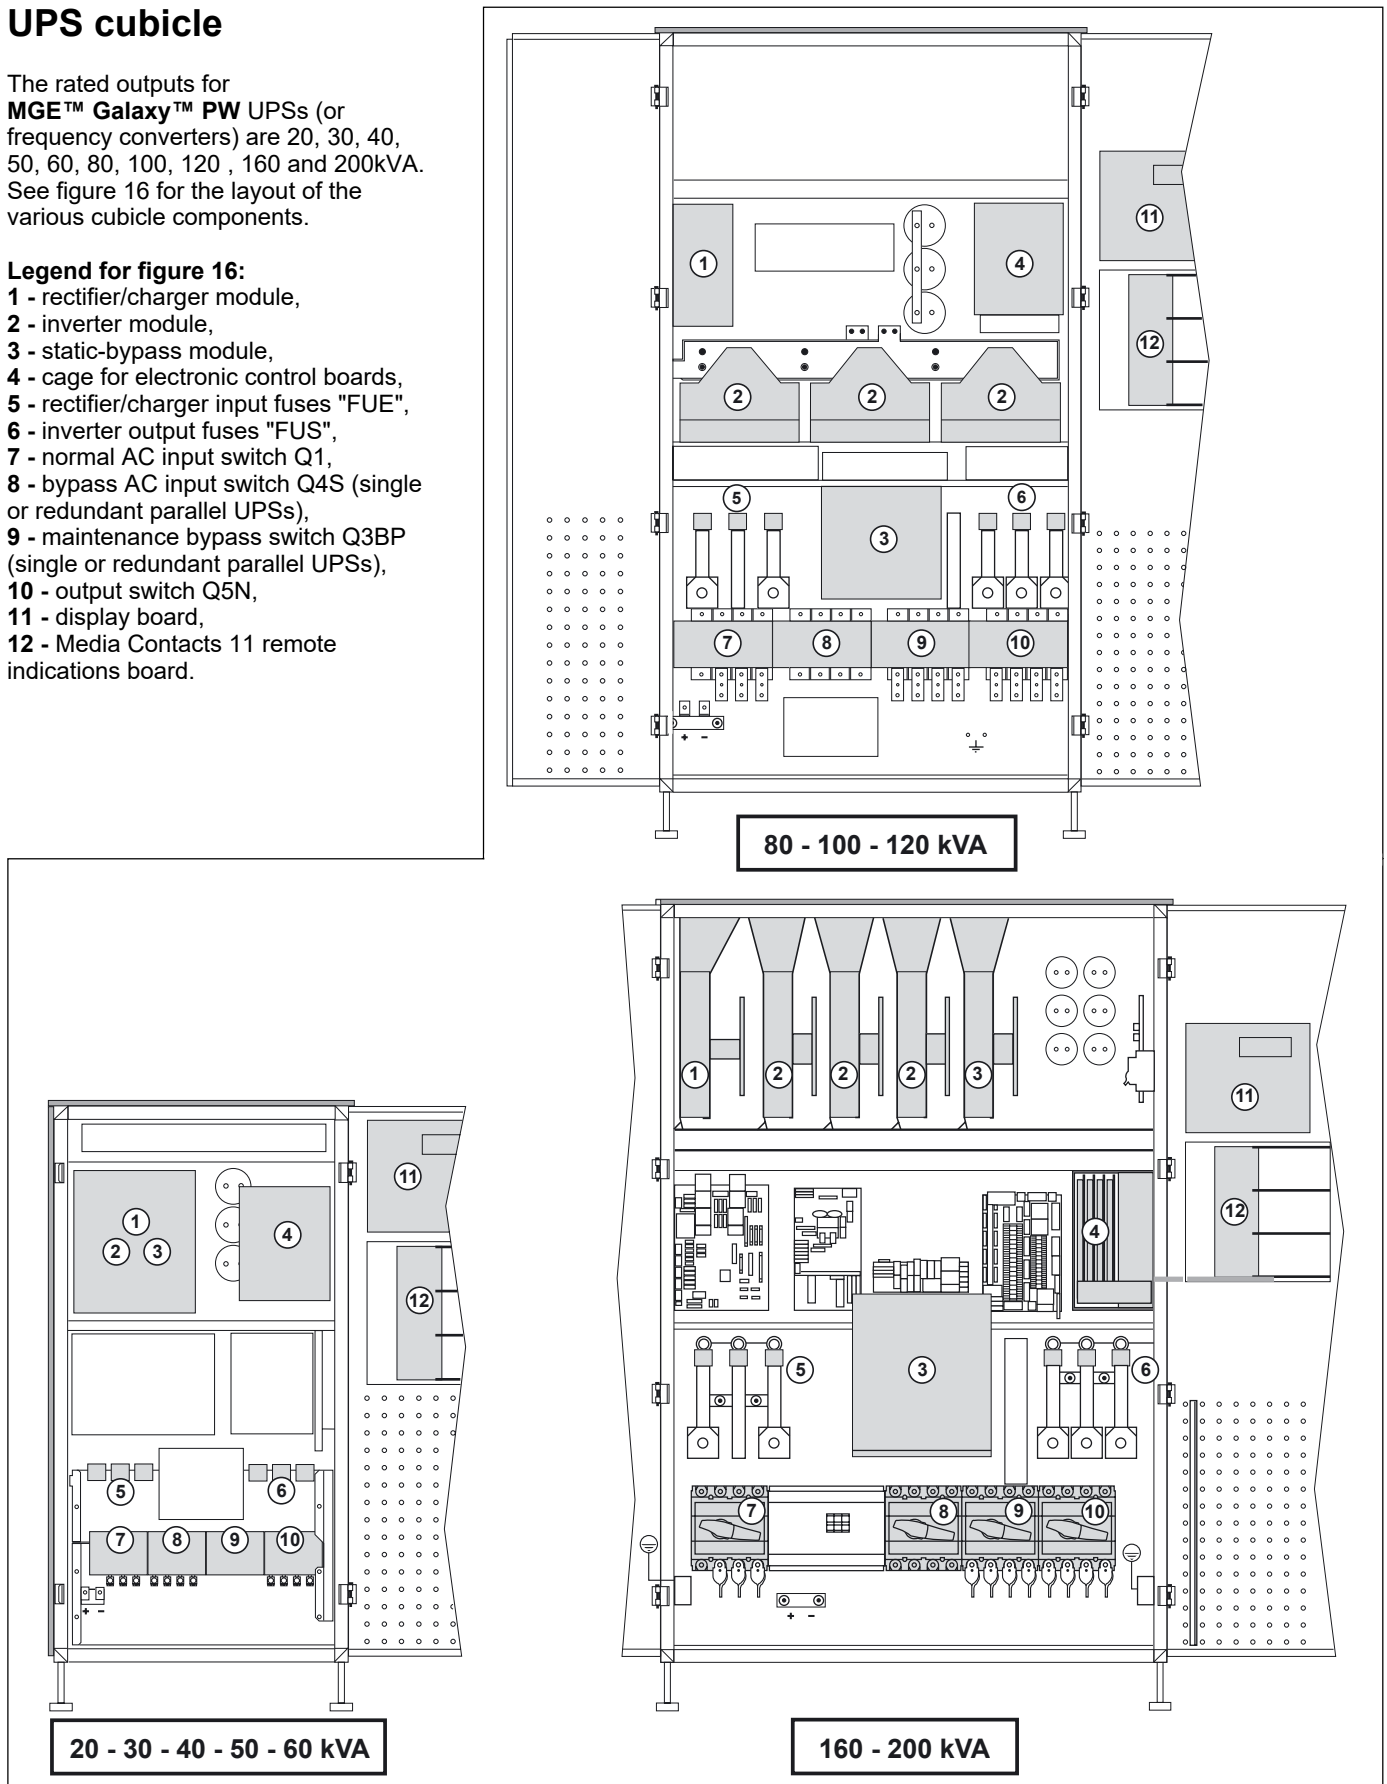 UPS cubicle
The rated outputs for
MGE™ Galaxy™ PW UPSs (or
frequency converters) are 20, 30, 40,
50, 60, 80, 100, 120 , 160 and 200kVA.
See figure 16 for the layout of the
various cubicle components.
Legend for figure 16:
1 - rectifier/charger module,
2 - inverter module,
3 - static-bypass module,
4 - cage for electronic control boards,
5 - rectifier/charger input fuses "FUE",
6 - inverter output fuses "FUS",
7 - normal AC input switch Q1,
8 - bypass AC input switch Q4S (single
or redundant parallel UPSs),
9 - maintenance bypass switch Q3BP
(single or redundant parallel UPSs),
10 - output switch Q5N,
11 - display board,
12 - Media Contacts 11 remote
indications board.
1
4
11
12
2
2
2
5
6
3
7
8
9
10
+ −
80 - 100 - 120 kVA
1
2
3
4
11
12
5
6
7
8
9
10
+ −
20 - 30 - 40 - 50 - 60 kVA
1
2
2
2
3
11
4
12
5
3
6
7
8
9
10
+ −
160 - 200 kVA